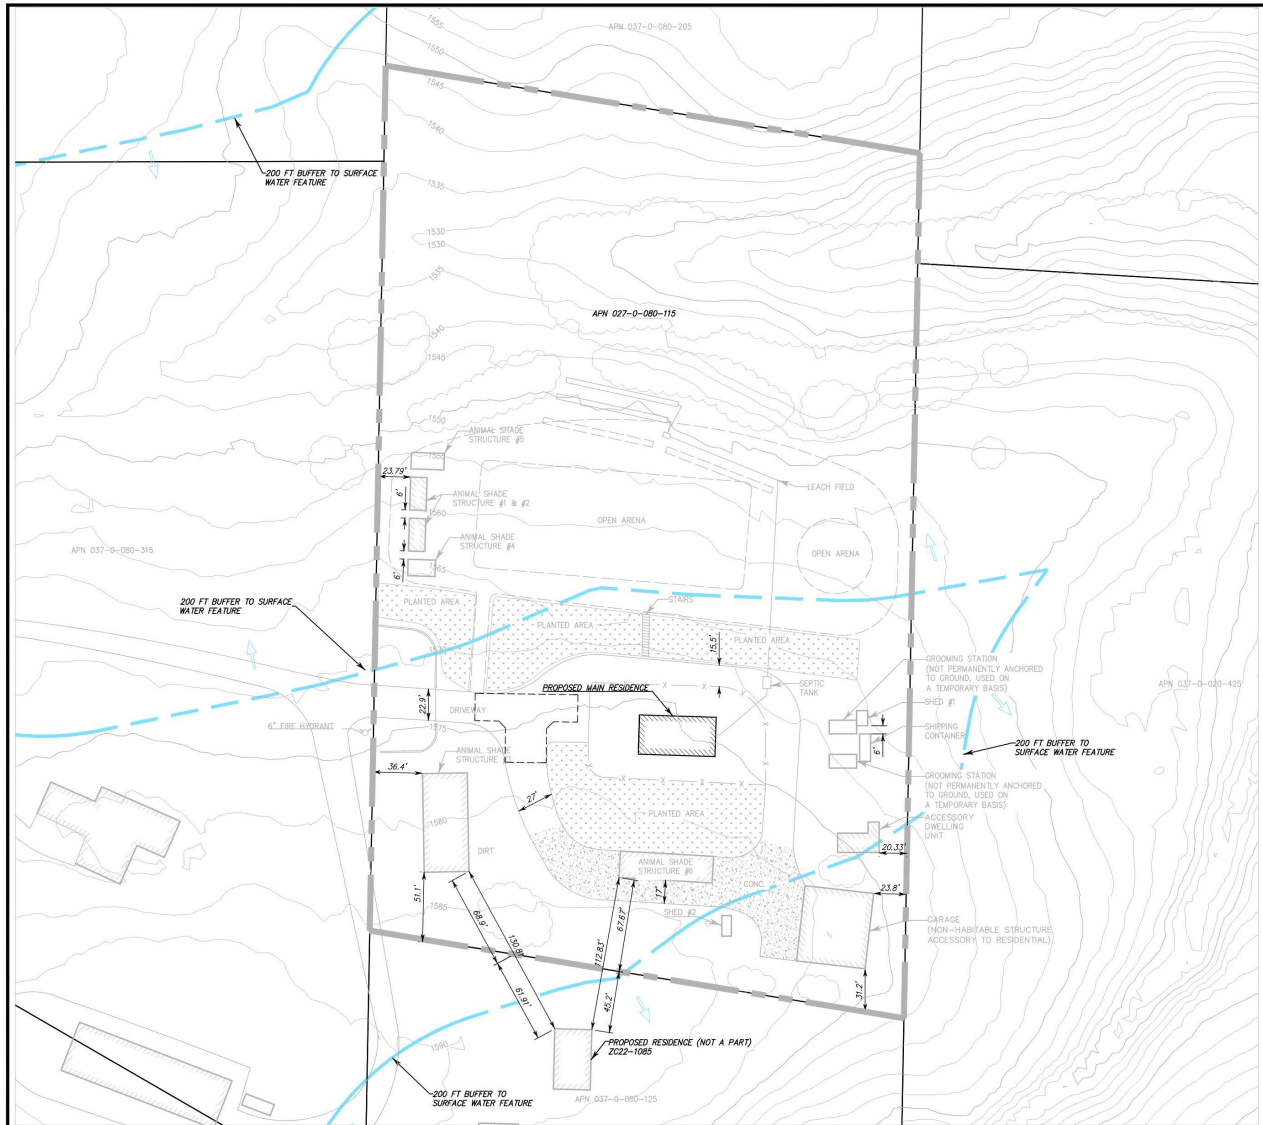 APN 037-0-080-205
1555
1550
1545
1540
1535
1530
1530
1535
1540
1545
1550
200 FT BUFFER TO SURFACE
WATER FEATURE
APN 027-0-080-115
ANIMAL SHADE
STRUCTURE #5
1555
23.79'
6'
ANIMAL SHADE
STRUCTURE #1 & #2
1560
ANIMAL SHADE
STRUCTURE #4
1565
6'
LEACH FIELD
OPEN ARENA
OPEN ARENA
APN 037-0-080-315
200 FT BUFFER TO SURFACE
WATER FEATURE
PLANTED AREA
STAIRS
PLANTED AREA
PLANTED AREA
1570
15.5'
GROOMING STATION
(NOT PERMANENTLY ANCHORED
TO GROUND, USED ON
A TEMPORARY BASIS)
APN 037-0-020-425
SEPTIC
TANK
PROPOSED MAIN RESIDENCE
22.9'
DRIVEWAY
SHED #1
6" FIRE HYDRANT
1575
SHIPPING
CONTAINER
6'
200 FT BUFFER TO
SURFACE WATER FEATURE
ANIMAL SHADE
STRUCTURE #3
36.4'
GROOMING STATION
(NOT PERMANENTLY ANCHORED
TO GROUND, USED ON
A TEMPORARY BASIS)
27'
PLANTED AREA
ACCESSORY
DWELLING
UNIT
1580
20.33'
DIRT
ANIMAL SHADE
STRUCTURE #6
CONC.
17'
23.8'
51.1'
1585
68.9'
130.81'
112.83'
67.67'
SHED #2
GARAGE
(NON-HABITABLE STRUCTURE
ACCESSORY TO RESIDENTIAL)
61.91'
45.2'
31.2'
1590
PROPOSED RESIDENCE (NOT A PART)
ZC22-1085
200 FT BUFFER TO
SURFACE WATER FEATURE
APN 037-0-080-125